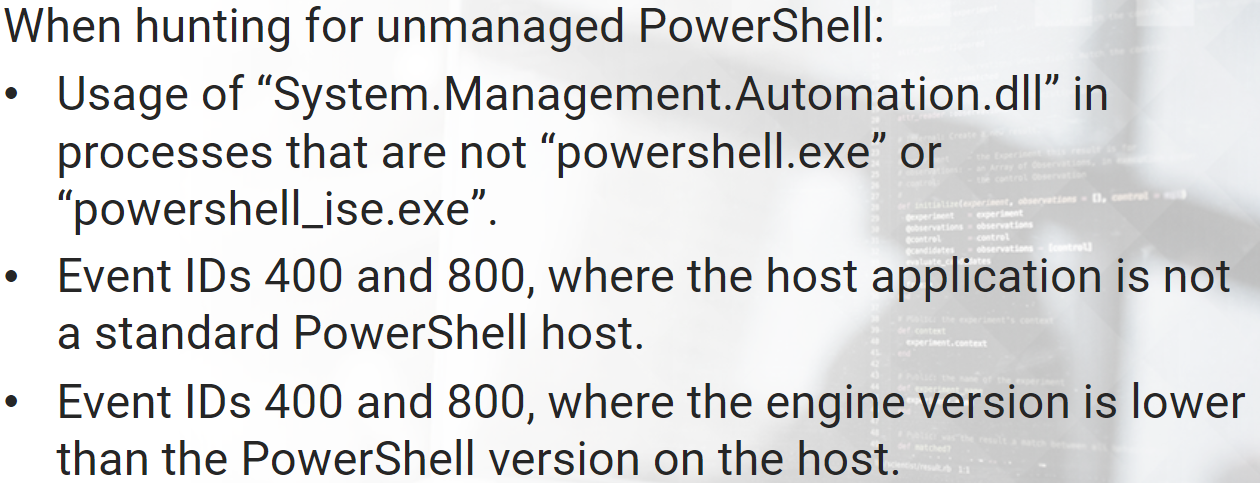 When hunting for unmanaged PowerShell:
• Usage of “System.Management.Automation.dll” in
processes that are not “powershell.exe” or
“powershell_ise.exe”.
• Event IDs 400 and 800, where the host application is not
a standard PowerShell host.
• Event IDs 400 and 800, where the engine version is lower
than the PowerShell version on the host.